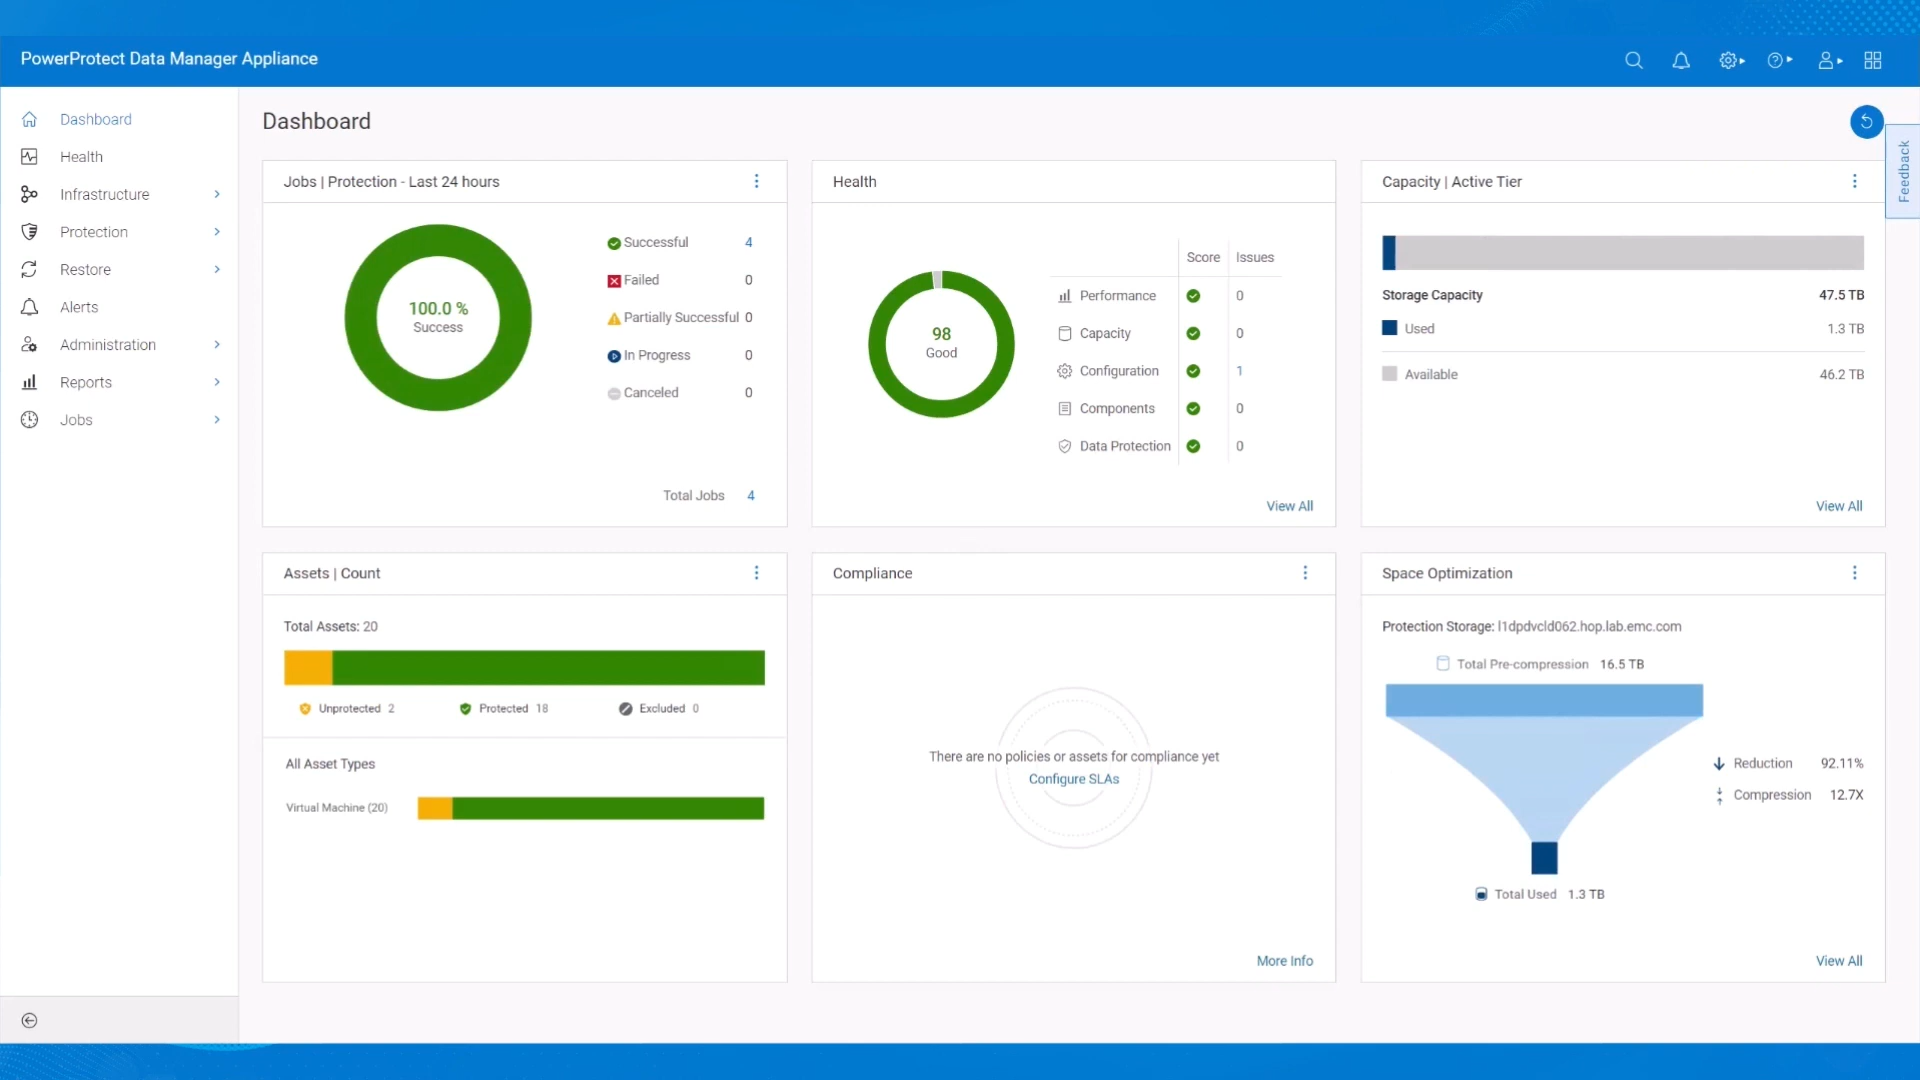 PowerProtect Data Manager Appliance
Dashboard
Health
Infrastructure
Protection
Restore
Alerts
Administration
Reports
Jobs
Dashboard
Feedback
Jobs | Protection - Last 24 hours
100.0 %
Success
Successful 4
Failed 0
Partially Successful 0
In Progress 0
Canceled 0
Total Jobs 4
Health
98
Good
Score Issues
Performance 0
Capacity 0
Configuration 1
Components 0
Data Protection 0
View All
Capacity | Active Tier
Storage Capacity 47.5 TB
Used 1.3 TB
Available 46.2 TB
View All
Assets | Count
Total Assets: 20
Unprotected 2 Protected 18 Excluded 0
All Asset Types
Virtual Machine (20)
Compliance
There are no policies or assets for compliance yet
Configure SLAs
More Info
Space Optimization
Protection Storage: l1dpdvcld062.hop.lab.emc.com
Total Pre-compression 16.5 TB
Reduction 92.11%
Compression 12.7X
Total Used 1.3 TB
View All